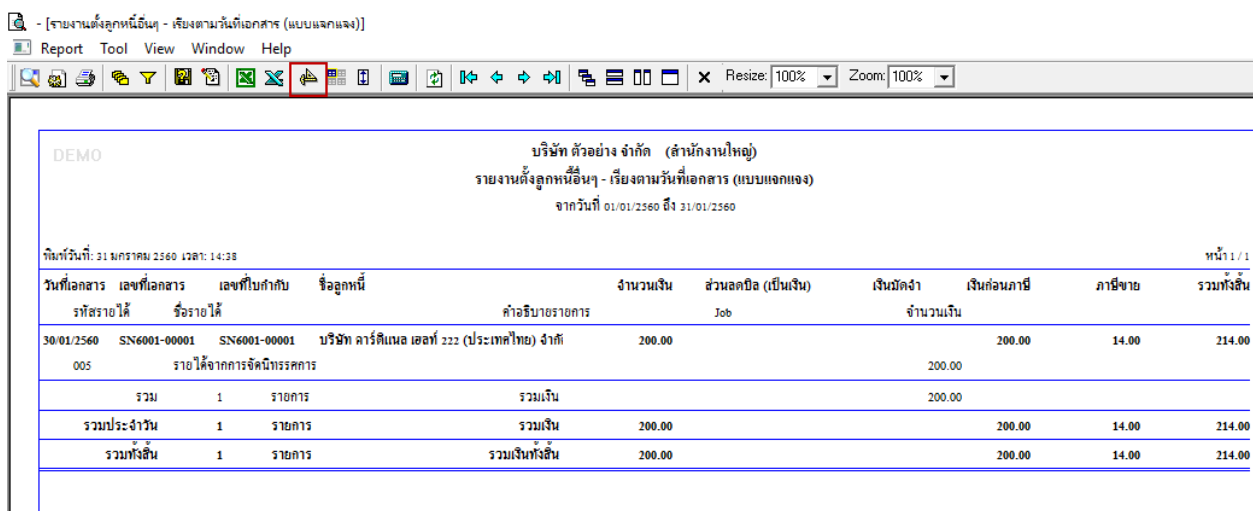 - [รายงานตั้งลูกหนี้อื่นๆ - เรียงตามวันที่เอกสาร (แบบแจกแจง)]
Report Tool View Window Help
Resize: 100% Zoom: 100%
DEMO
บริษัท ตัวอย่าง จำกัด (สำนักงานใหญ่)
รายงานตั้งลูกหนี้อื่นๆ - เรียงตามวันที่เอกสาร (แบบแจกแจง)
จากวันที่ 01/01/2560 ถึง 31/01/2560
พิมพ์วันที่: 31 มกราคม 2560 เวลา: 14:38 หน้า 1 / 1
วันที่เอกสาร เลขที่เอกสาร เลขที่ใบกำกับ ชื่อลูกหนี้ จำนวนเงิน ส่วนลดบิล (เป็นเงิน) เงินมัดจำ เงินก่อนภาษี ภาษีขาย รวมทั้งสิ้น
รหัสรายได้ ชื่อรายได้ คำอธิบายรายการ Job จำนวนเงิน
30/01/2560 SN6001-00001 SN6001-00001 บริษัท คาร์ดิแนล เฮลท์ 222 (ประเทศไทย) จำกั 200.00 200.00 14.00 214.00
005 รายได้จากการจัดนิทรรศการ 200.00
รวม 1 รายการ รวมเงิน 200.00
รวมประจำวัน 1 รายการ รวมเงิน 200.00 200.00 14.00 214.00
รวมทั้งสิ้น 1 รายการ รวมเงินทั้งสิ้น 200.00 200.00 14.00 214.00